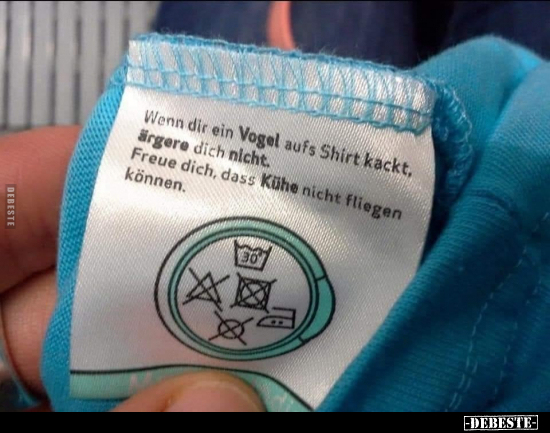 Wenn dir ein Vogel aufs Shirt kackt,
ärgere dich nicht.
Freue dich, dass Kühe nicht fliegen
können.
30°
DEBESTE
-DEBESTE-